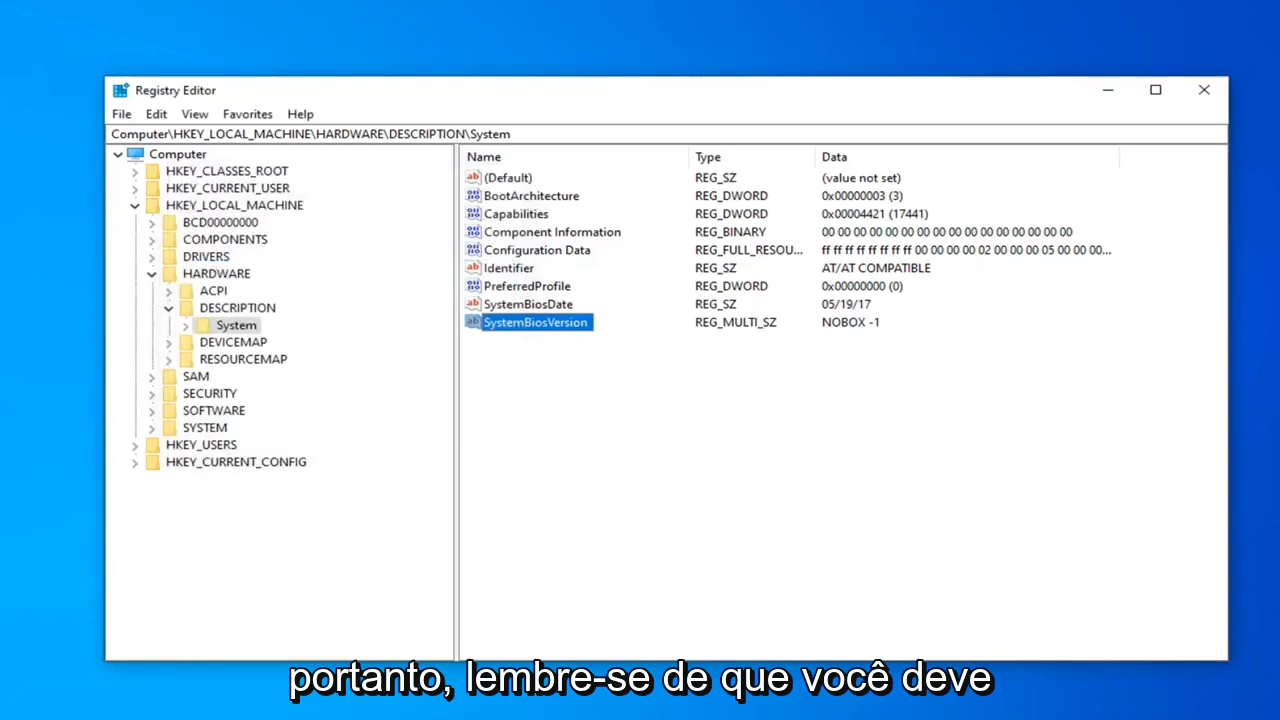 Registry Editor
File Edit View Favorites Help
Computer\HKEY_LOCAL_MACHINE\HARDWARE\DESCRIPTION\System
Computer
HKEY_CLASSES_ROOT
HKEY_CURRENT_USER
HKEY_LOCAL_MACHINE
BCD00000000
COMPONENTS
DRIVERS
HARDWARE
ACPI
DESCRIPTION
System
DEVICEMAP
RESOURCEMAP
SAM
SECURITY
SOFTWARE
SYSTEM
HKEY_USERS
HKEY_CURRENT_CONFIG
Name Type Data
(Default) REG_SZ (value not set)
BootArchitecture REG_DWORD 0x00000003 (3)
Capabilities REG_DWORD 0x00004421 (17441)
Component Information REG_BINARY 00 00 00 00 00 00 00 00 00 00 00 00 00 00 00 00
Configuration Data REG_FULL_RESOU... ff ff ff ff ff ff ff ff 00 00 00 00 02 00 00 00 05 00 00 00...
Identifier REG_SZ AT/AT COMPATIBLE
PreferredProfile REG_DWORD 0x00000000 (0)
SystemBiosDate REG_SZ 05/19/17
SystemBiosVersion REG_MULTI_SZ NOBOX -1
portanto, lembre-se de que você deve